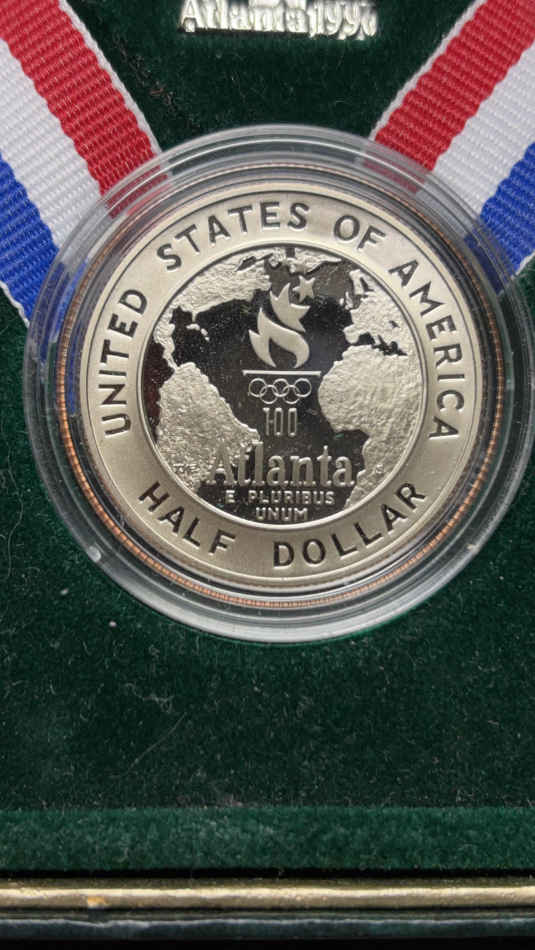 Atlanta 1996
UNITED STATES OF AMERICA
100
Atlanta
E PLURIBUS
UNUM
HALF DOLLAR